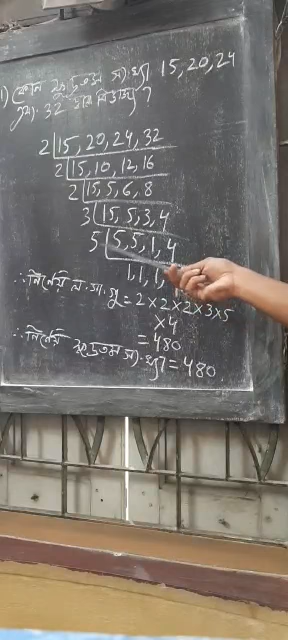 1) কোন ক্ষুদ্রতম সংখ্যা 15, 20, 24
এবং 32 দ্বারা বিভাজ্য?
2 15, 20, 24, 32
2 15, 10, 12, 16
2 15, 5, 6, 8
3 15, 5, 3, 4
5 5, 5, 1, 4
1, 1, 1,
∴ নির্ণেয় ল.সা.গু = 2 × 2 × 2 × 3 × 5
× 4
= 480
∴ নির্ণেয় ক্ষুদ্রতম সংখ্যা = 480